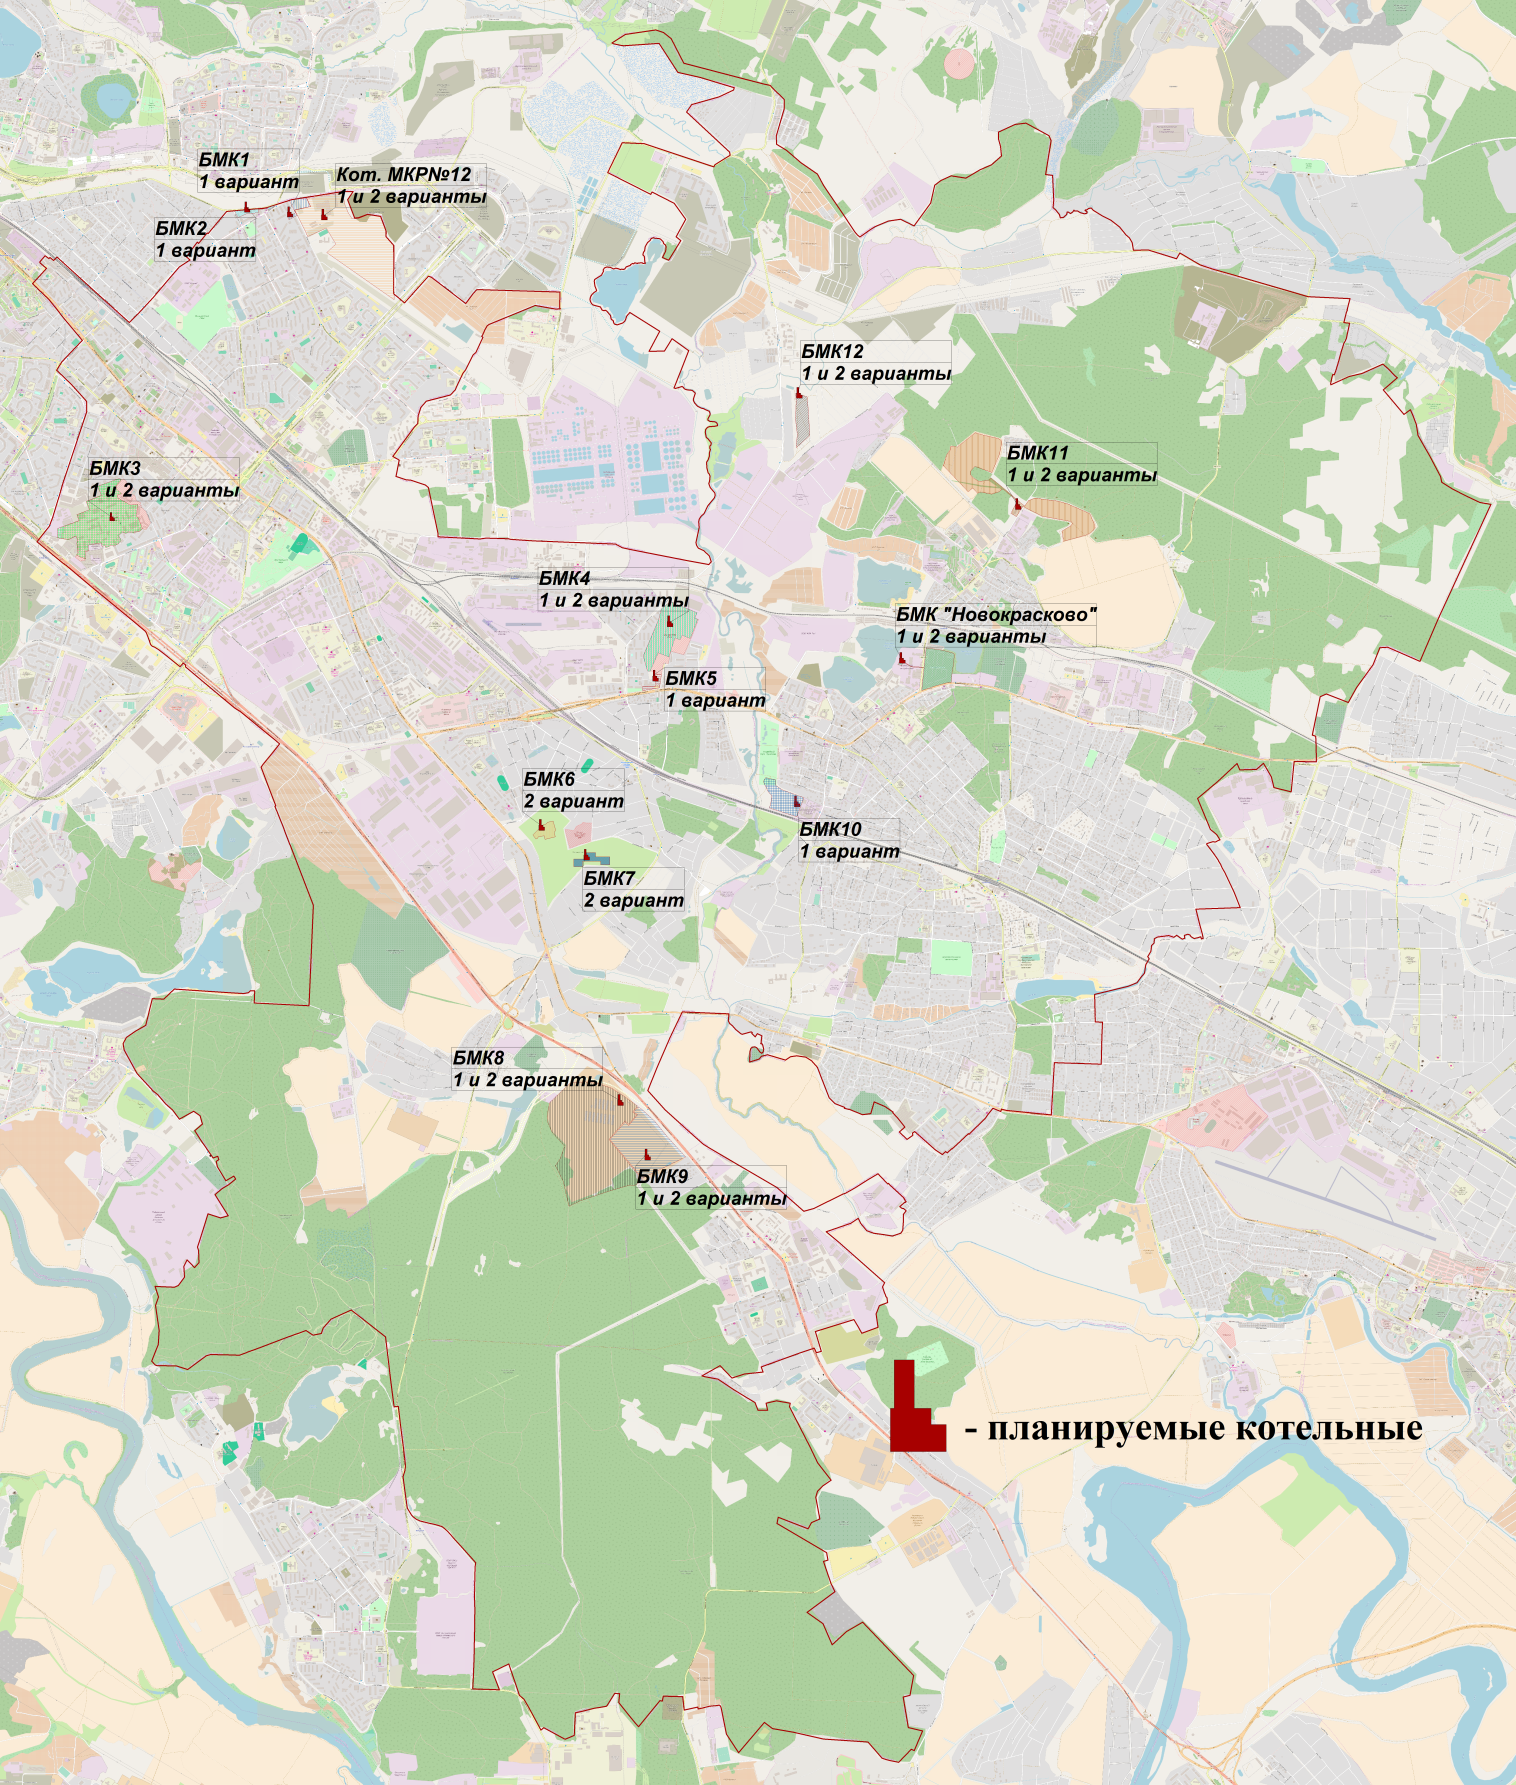 БМК1
1 вариант
Кот. МКР№12
1 и 2 варианты
БМК2
1 вариант
БМК12
1 и 2 варианты
БМК11
1 и 2 варианты
БМК3
1 и 2 варианты
БМК4
1 и 2 варианты
БМК "Новокрасково"
1 и 2 варианты
БМК5
1 вариант
БМК6
2 вариант
БМК10
1 вариант
БМК7
2 вариант
БМК8
1 и 2 варианты
БМК9
1 и 2 варианты
- планируемые котельные